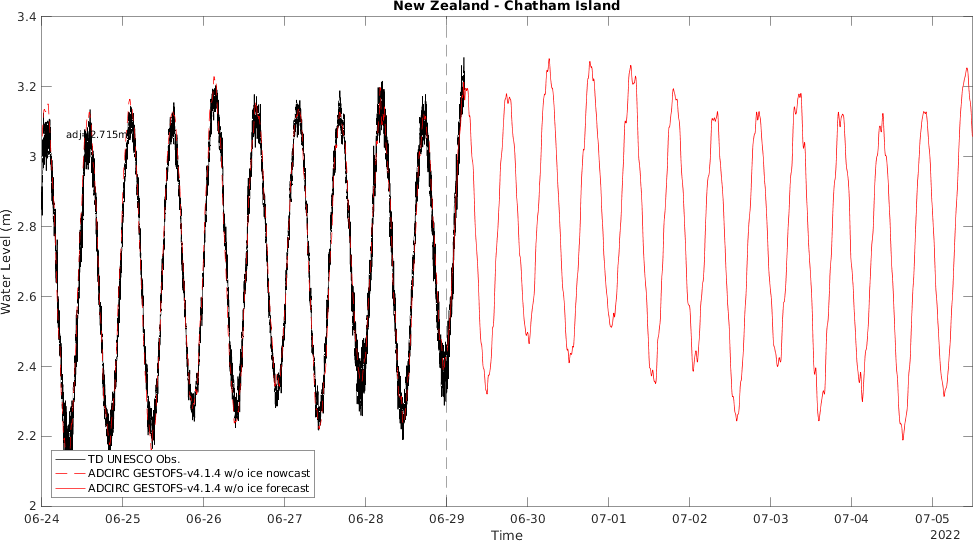 New Zealand - Chatham Island
3.4
3.2
3
2.8
2.6
2.4
2.2
2
Water Level (m)
2.715m
TD UNESCO Obs.
ADCIRC GESTOFS-v4.1.4 w/o ice nowcast
ADCIRC GESTOFS-v4.1.4 w/o ice forecast
06-24 06-25 06-26 06-27 06-28 06-29 06-30 07-01 07-02 07-03 07-04 07-05
Time
2022